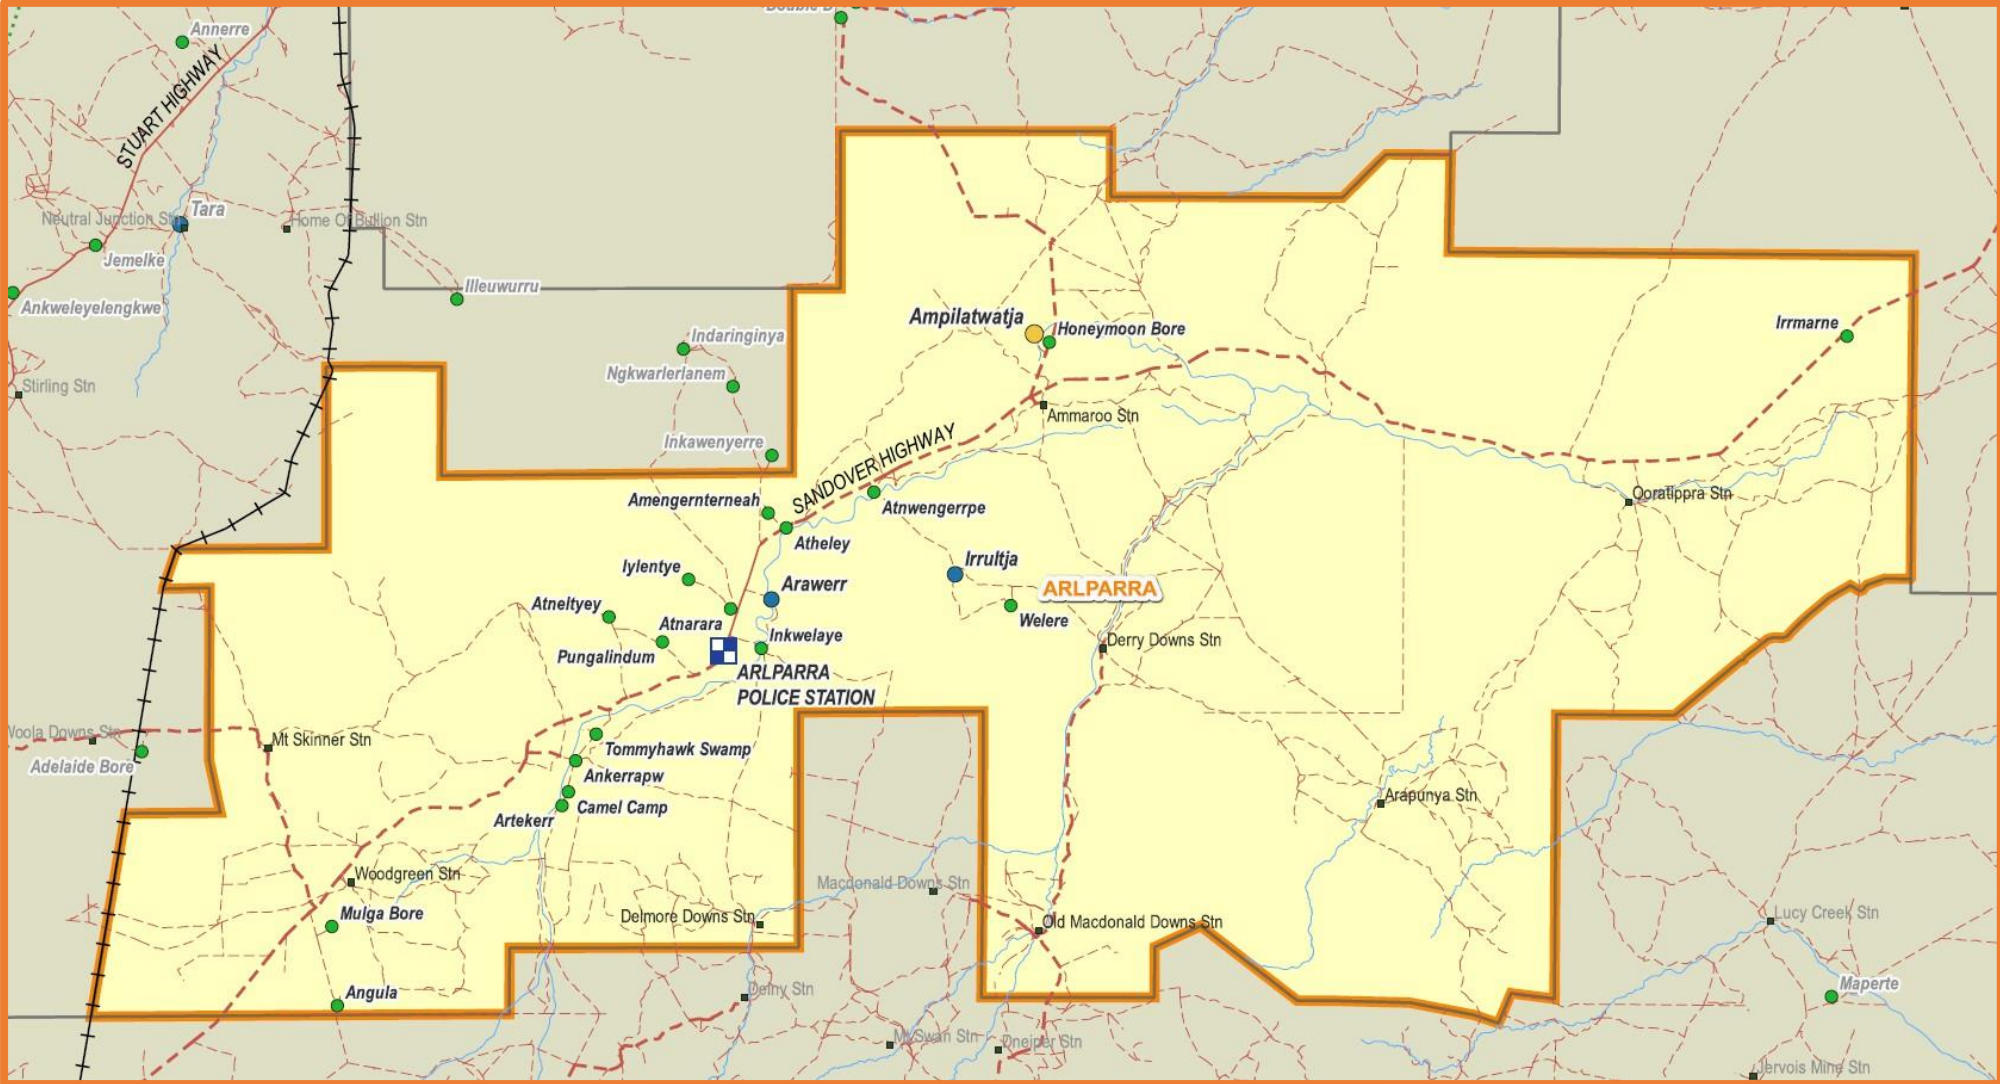 Annerre
STUART HIGHWAY
Tara
Neutral Junction Stn
Home Of Bullion Stn
Jemelke
Illeuwurru
Ankweleyelengkwe
Ampilatwatja
Honeymoon Bore
Irrmarne
Indaringinya
Ngkwarlerlanem
Stirling Stn
Ammaroo Stn
Inkawenyerre
SANDOVER HIGHWAY
Amengernterneah
Atnwengerrpe
Ooratippra Stn
Atheley
Irrultja
Iylentye
Arawerr
ARLPARRA
Atneltyey
Atnarara
Welere
Inkwelaye
Derry Downs Stn
Pungalindum
ARLPARRA
POLICE STATION
Woola Downs Stn
Mt Skinner Stn
Tommyhawk Swamp
Adelaide Bore
Ankerrapw
Arapunya Stn
Camel Camp
Artekerr
Woodgreen Stn
Macdonald Downs Stn
Mulga Bore
Delmore Downs Stn
Old Macdonald Downs Stn
Lucy Creek Stn
Angula
Delny Stn
Maperte
Mt Swan Stn
Dneiper Stn
Jervois Mine Stn